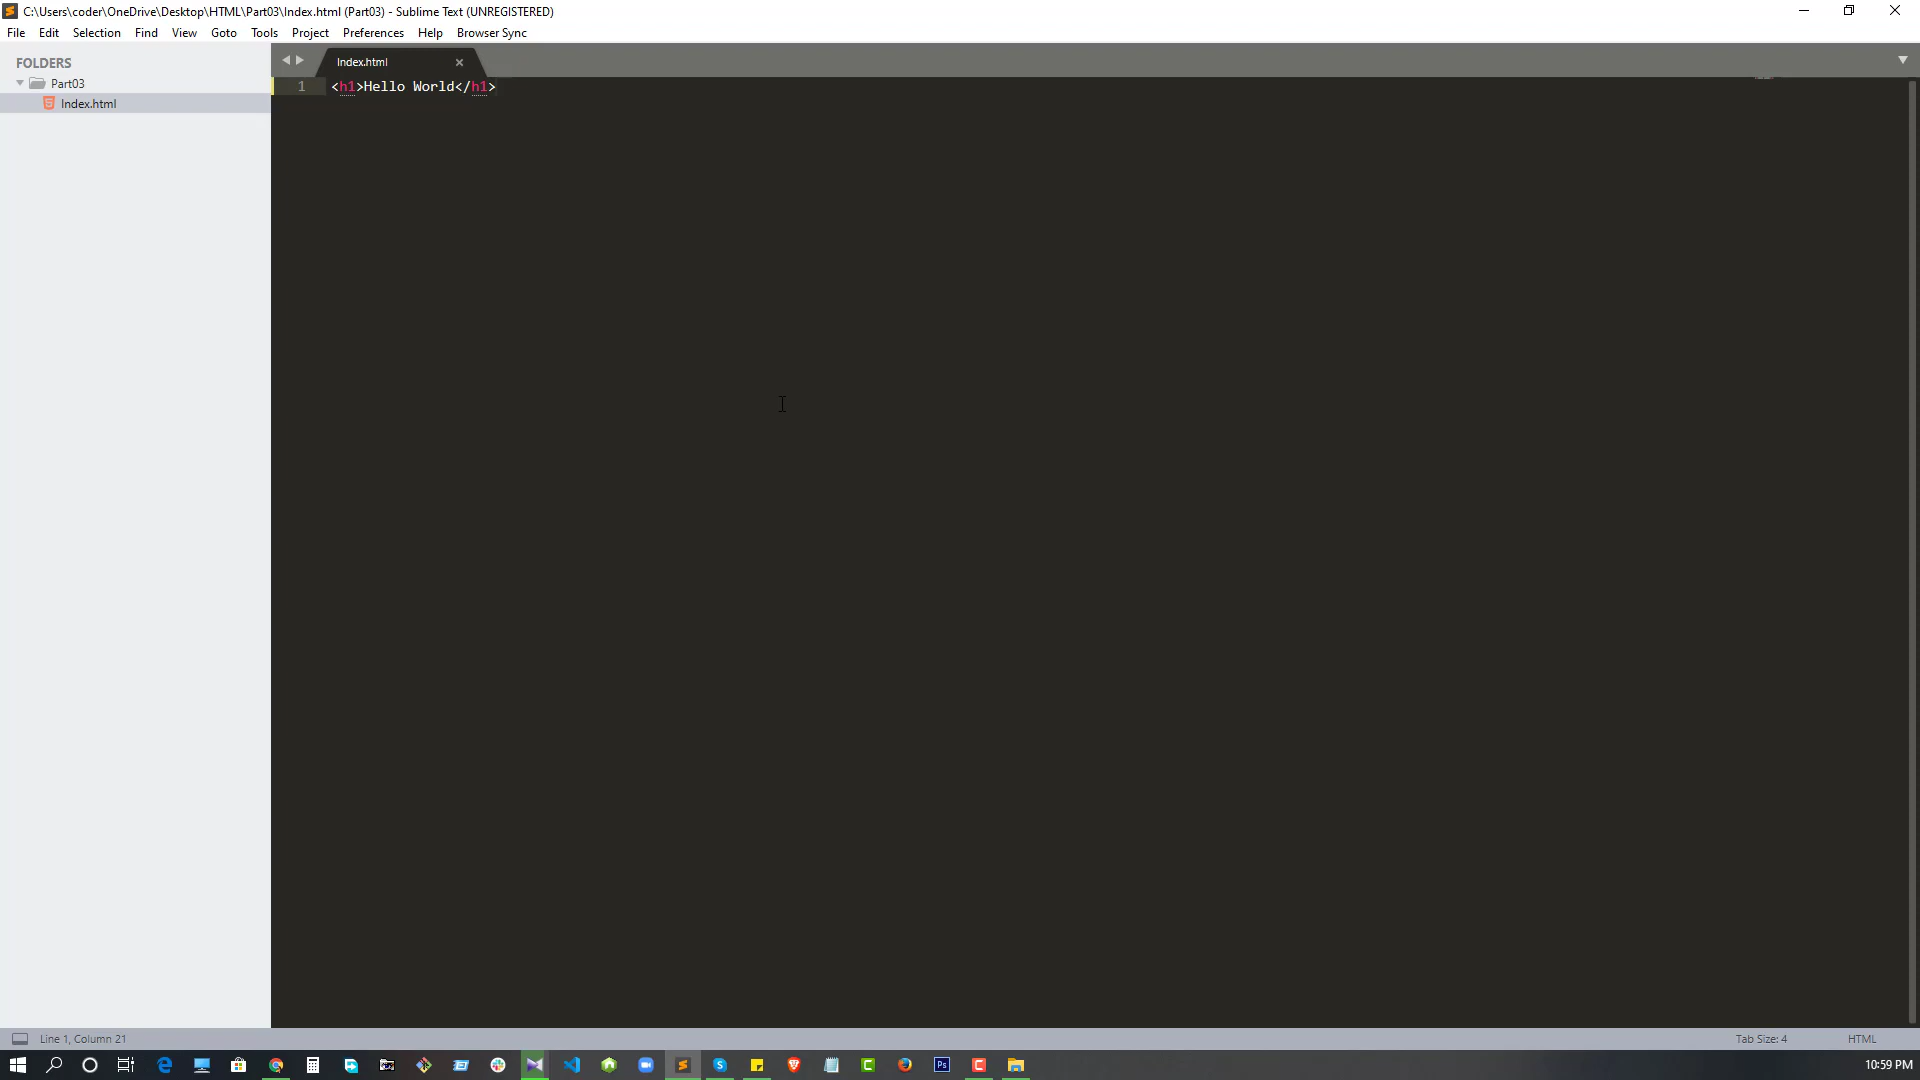 C:\Users\coder\OneDrive\Desktop\HTML\Part03\Index.html (Part03) - Sublime Text (UNREGISTERED)
File Edit Selection Find View Goto Tools Project Preferences Help Browser Sync
FOLDERS
Part03
Index.html
Index.html
1 <h1>Hello World</h1>
Line 1, Column 21
Tab Size: 4
HTML
10:59 PM